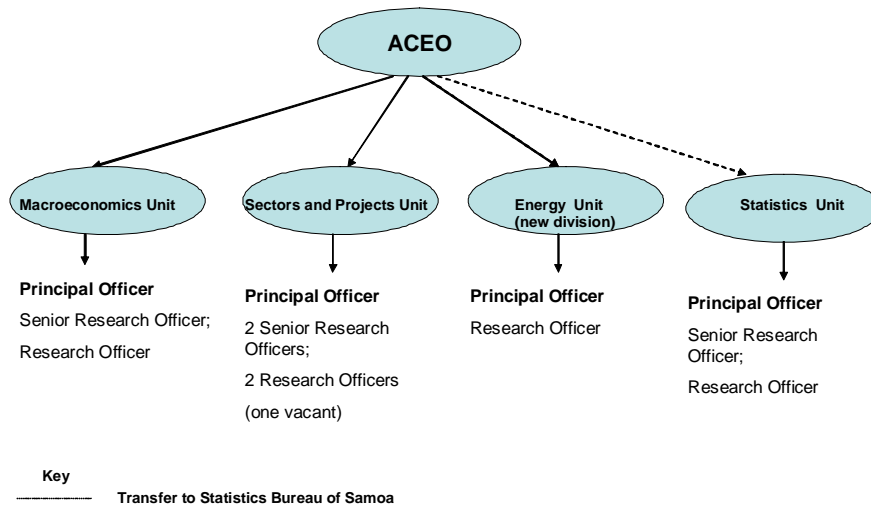 ACEO
Macroeconomics Unit
Sectors and Projects Unit
Energy Unit
(new division)
Statistics Unit
Principal Officer
Senior Research Officer;
Research Officer
Principal Officer
2 Senior Research
Officers;
2 Research Officers
(one vacant)
Principal Officer
Research Officer
Principal Officer
Senior Research
Officer;
Research Officer
Key
Transfer to Statistics Bureau of Samoa